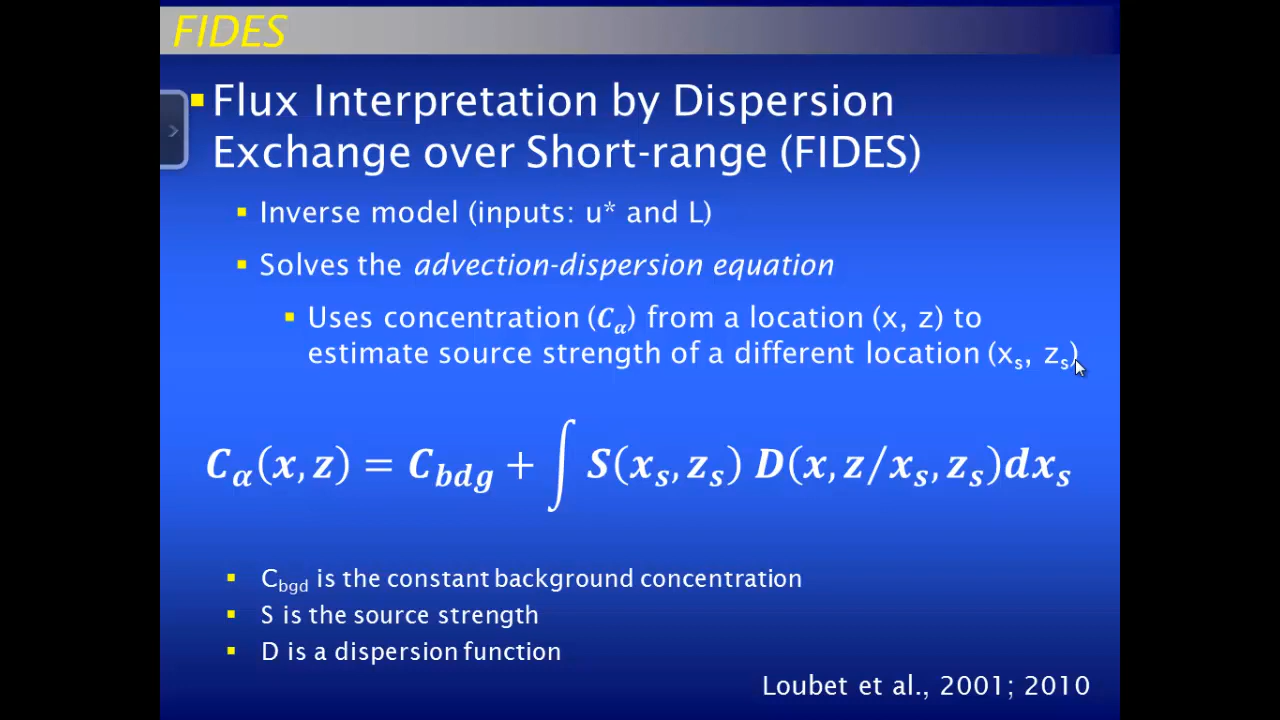 FIDES
Flux Interpretation by Dispersion
Exchange over Short-range (FIDES)
Inverse model (inputs: u* and L)
Solves the advection-dispersion equation
Uses concentration (Cα) from a location (x, z) to
estimate source strength of a different location (xs, zs)
Cα(x, z) = Cbdg + ∫ S(xs, zs) D(x, z/xs, zs)dxs
Cbgd is the constant background concentration
S is the source strength
D is a dispersion function
Loubet et al., 2001; 2010